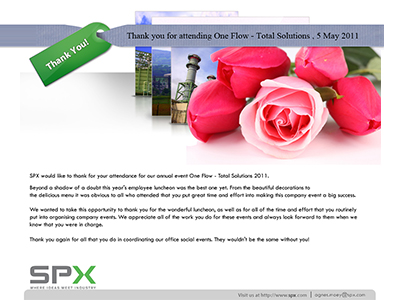 Thank you for attending One Flow - Total Solutions , 5 May 2011
Thank You!
SPX would like to thank for your attendance for our annual event One Flow - Total Solutions 2011.
Beyond a shadow of a doubt this year's employee luncheon was the best one yet. From the beautiful decorations to
the delicious menu it was obvious to all who attended that you put great time and effort into making this company event a big success.
We wanted to take this opportunity to thank you for the wonderful luncheon, as well as for all of the time and effort that you routinely
put into organising company events. We appreciate all of the work you do for these events and always look forward to them when we
know that you were in charge.
Thank you again for all that you do in coordinating our office social events. They wouldn't be the same without you!
SPX
WHERE IDEAS MEET INDUSTRY
Visit us at http://www.spx.com |